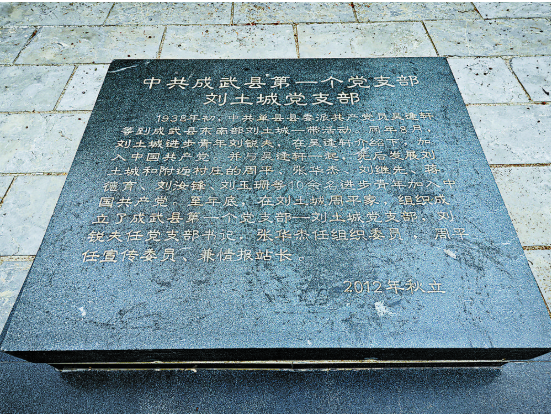 中共成武县第一个党支部
刘土城党支部
1938年初，中共单县县委派共产党员吴逢轩
等到成武县东南部刘土城一带活动。同年8月，
刘土城进步青年刘锐夫，在吴逢轩介绍下，加
入中国共产党，并与吴逢轩一起，先后发展刘
土城和附近村庄的周平、张华杰、刘继先、蒋
德育、刘汝锋、刘玉珊等10余名进步青年加入中
国共产党。至年底，在刘土城周平家，组织成
立了成武县第一个党支部—刘土城党支部，刘
锐夫任党支部书记，张华杰任组织委员，周平
任宣传委员、兼情报站长。
2012年秋立